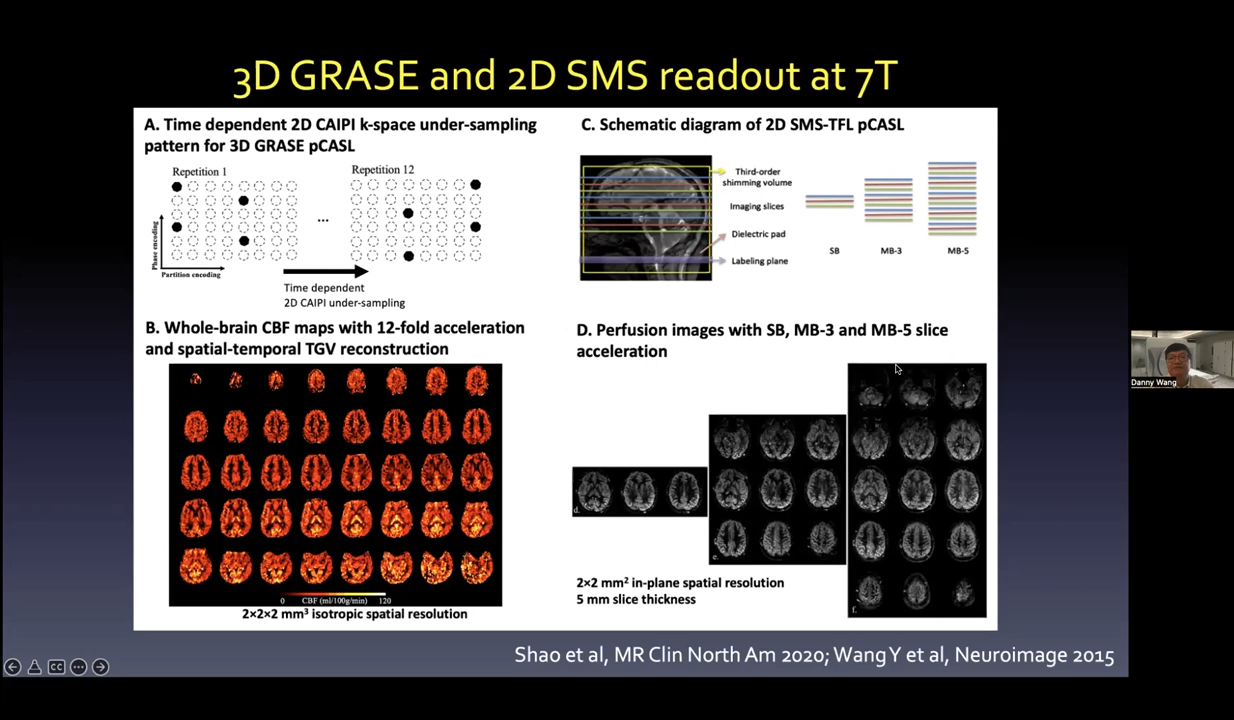 3D GRASE and 2D SMS readout at 7T
A. Time dependent 2D CAIPI k-space under-sampling
pattern for 3D GRASE pCASL
Repetition 1
Repetition 12
...
Phase encoding
Partition encoding
Time dependent
2D CAIPI under-sampling
C. Schematic diagram of 2D SMS-TFL pCASL
Third-order
shimming volume
Imaging slices
Dielectric pad
Labeling plane
SB
MB-3
MB-5
B. Whole-brain CBF maps with 12-fold acceleration
and spatial-temporal TGV reconstruction
0 CBF (ml/100g/min) 120
2×2×2 mm³ isotropic spatial resolution
D. Perfusion images with SB, MB-3 and MB-5 slice
acceleration
d.
e.
f.
2×2 mm² in-plane spatial resolution
5 mm slice thickness
Shao et al, MR Clin North Am 2020; Wang Y et al, Neuroimage 2015
CC
Danny Wang